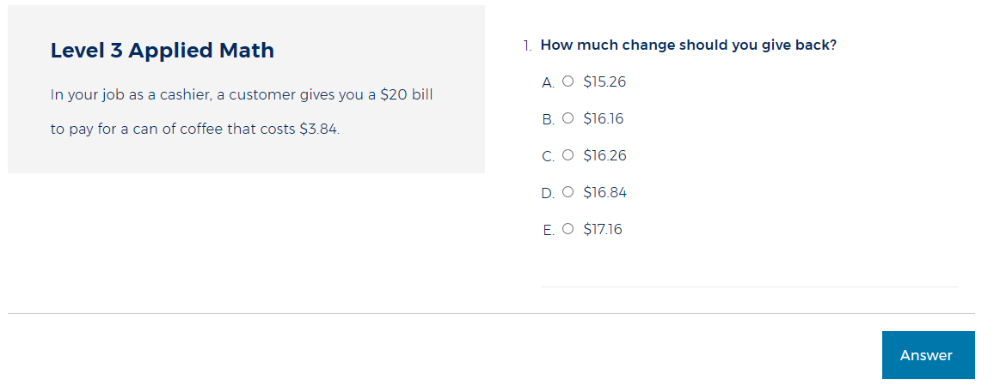 Level 3 Applied Math
In your job as a cashier, a customer gives you a $20 bill
to pay for a can of coffee that costs $3.84.
1. How much change should you give back?
A. $15.26
B. $16.16
C. $16.26
D. $16.84
E. $17.16
Answer